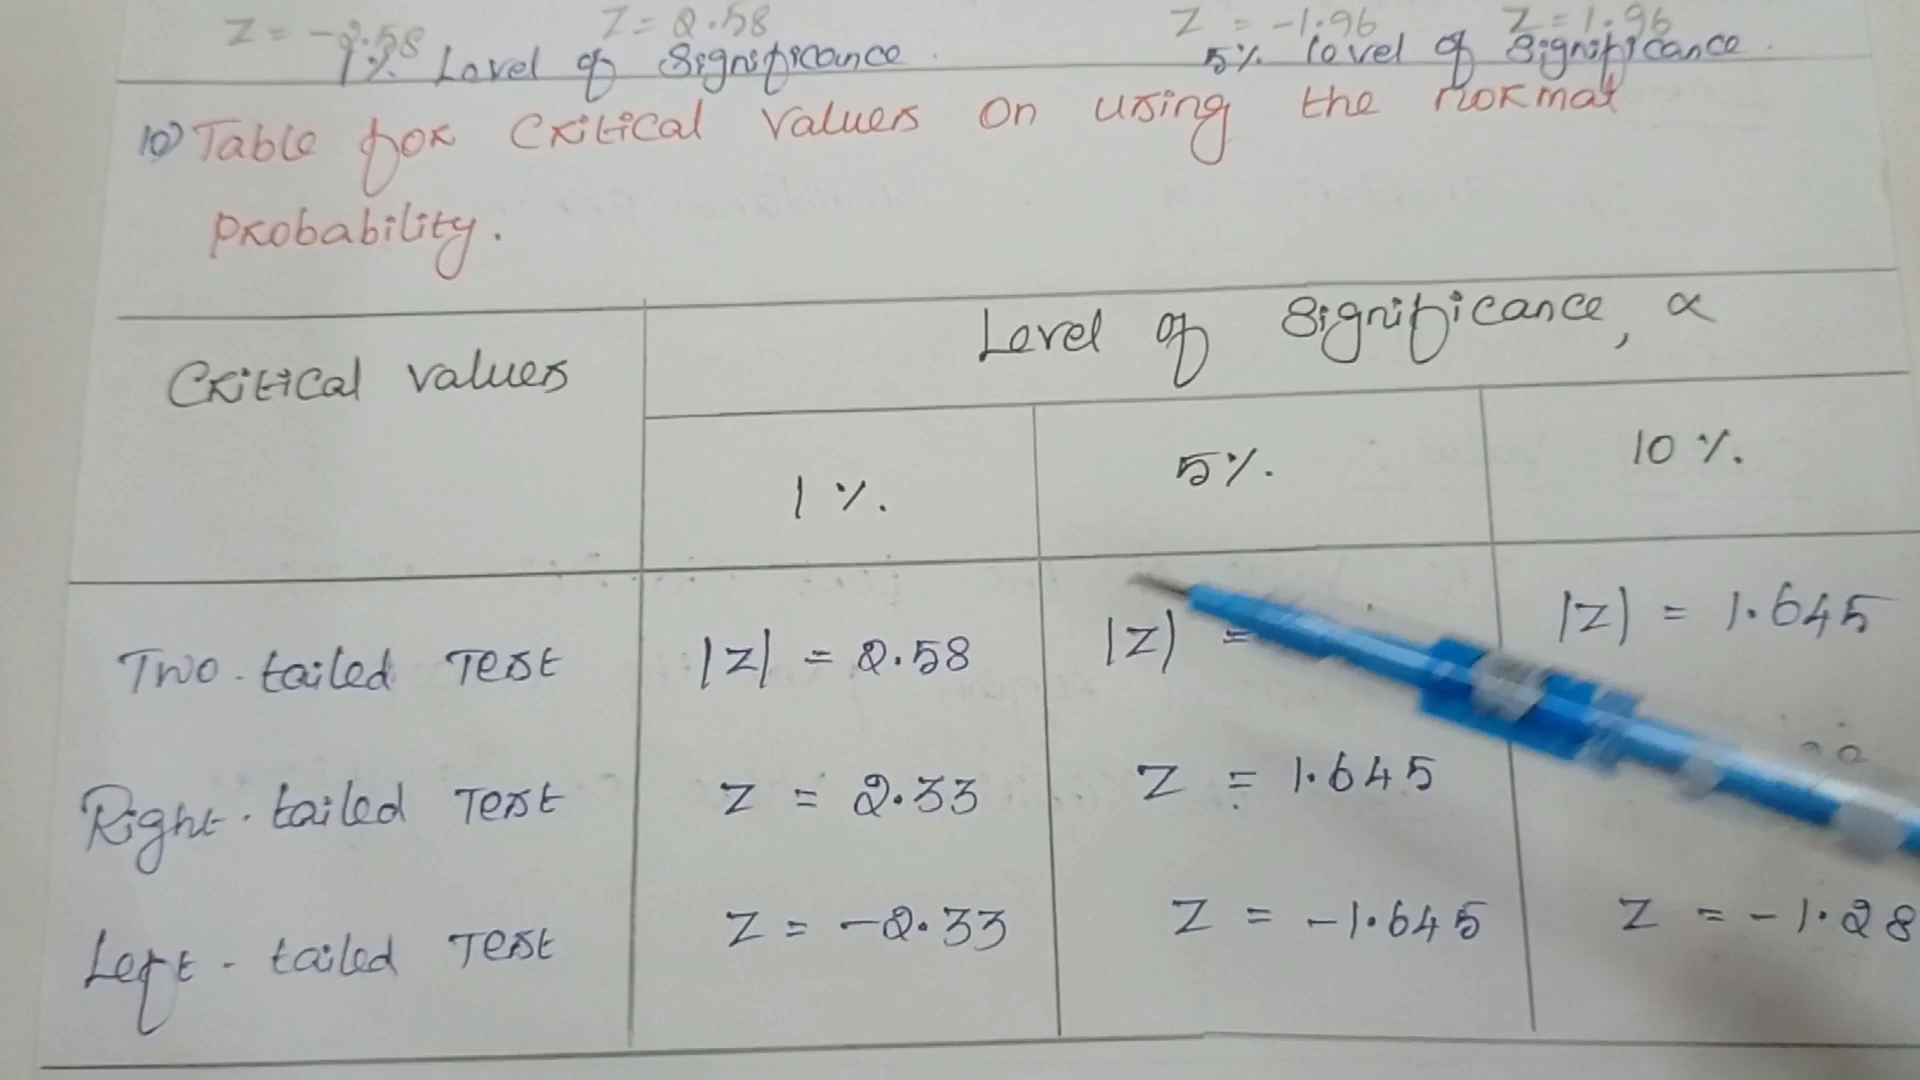 Z = -2.58 Z = 2.58 Z = -1.96 Z = 1.96
1% Level of Significance. 5% level of Significance.
10) Table for Critical Values on using the normal
probability.
Critical values Level of Significance, α
1%. 5%. 10%.
Two-tailed Test |Z| = 2.58 |Z| = |Z| = 1.645
Right-tailed Test Z = 2.33 Z = 1.645
Left-tailed Test Z = -2.33 Z = -1.645 Z = -1.28